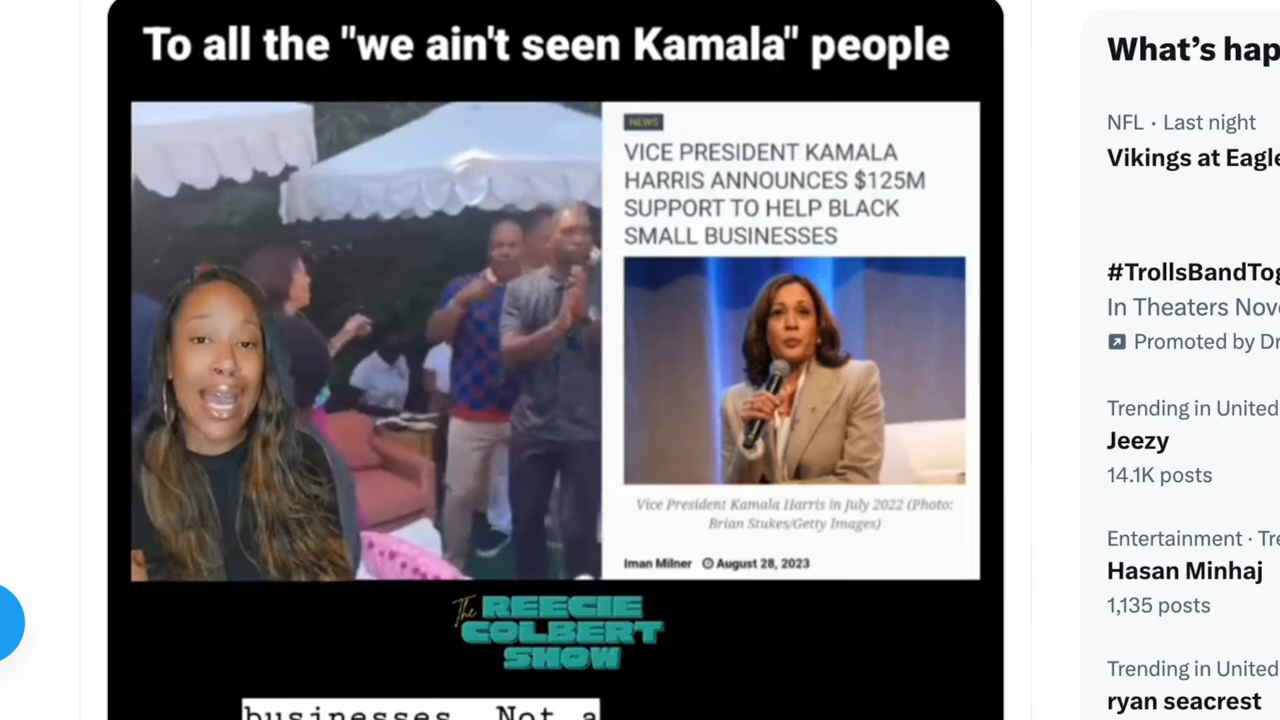 To all the "we ain't seen Kamala" people
NEWS
VICE PRESIDENT KAMALA
HARRIS ANNOUNCES $125M
SUPPORT TO HELP BLACK
SMALL BUSINESSES
Vice President Kamala Harris in July 2022 (Photo:
Brian Stukes/Getty Images)
Iman Milner August 28, 2023
The REECIE
COLBERT
SHOW
businesses. Not a
What's hap
NFL · Last night
Vikings at Eagle
#TrollsBandTog
In Theaters Nov
Promoted by Dr
Trending in United
Jeezy
14.1K posts
Entertainment · Tre
Hasan Minhaj
1,135 posts
Trending in United
ryan seacrest